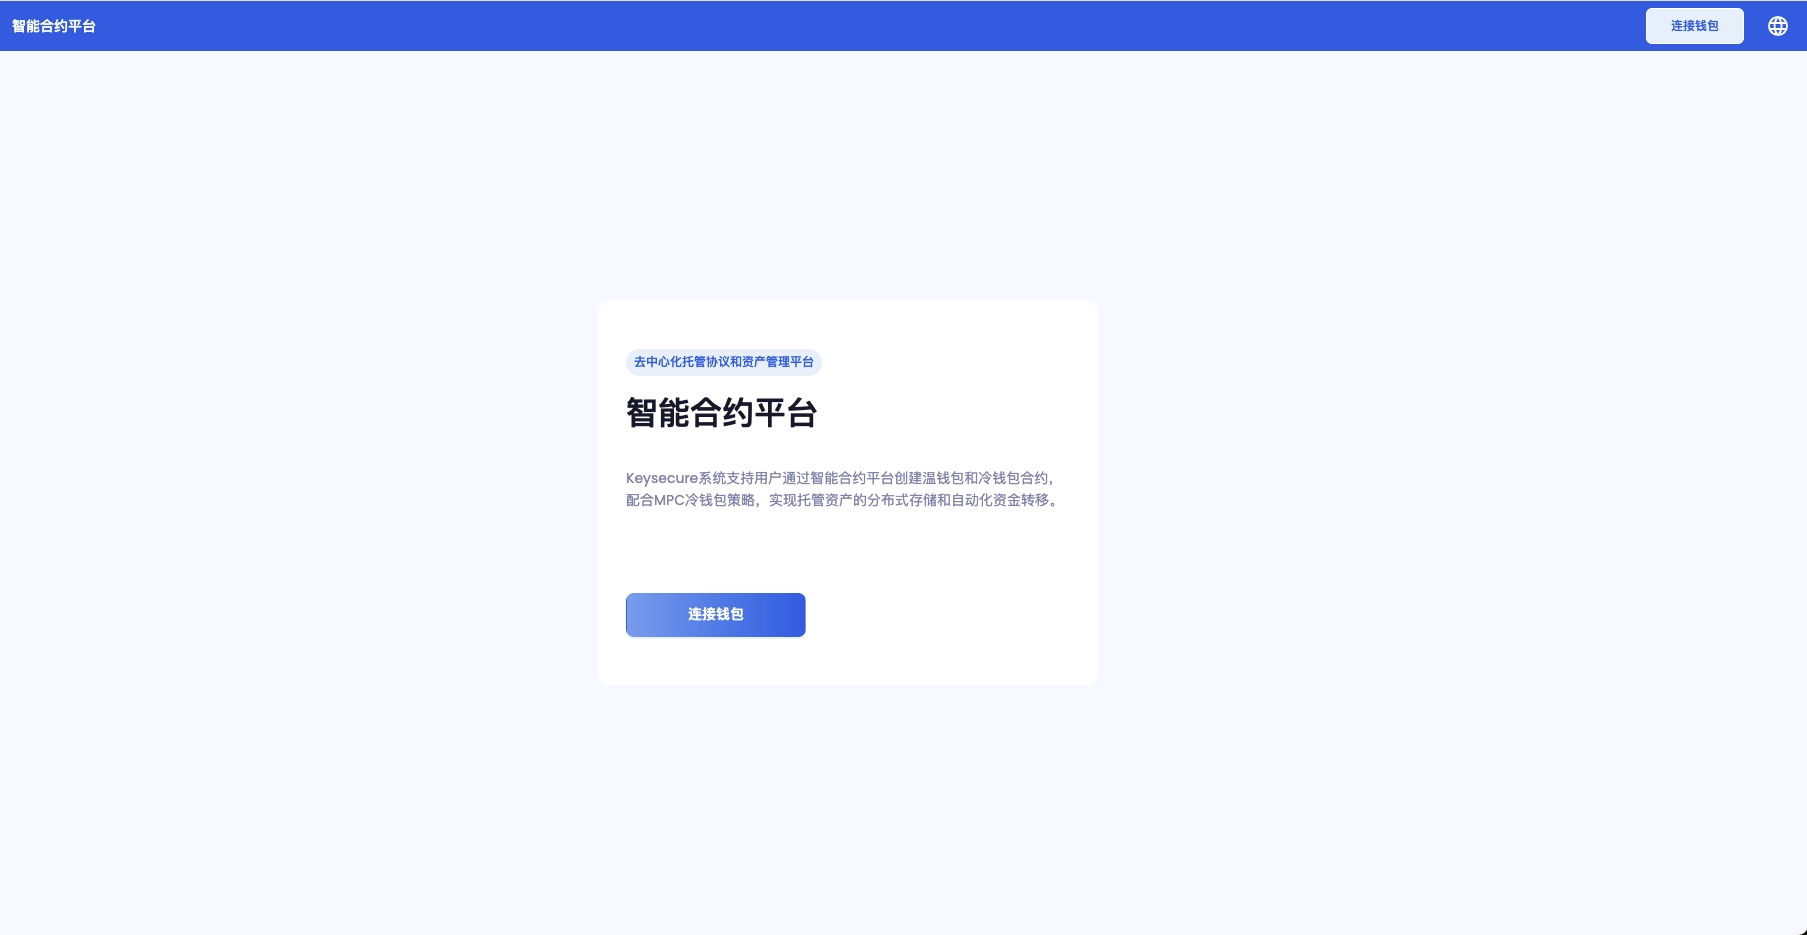 智能合约平台
连接钱包
去中心化托管协议和资产管理平台
智能合约平台
Keysecure系统支持用户通过智能合约平台创建温钱包和冷钱包合约，
配合MPC冷钱包策略，实现托管资产的分布式存储和自动化资金转移。
连接钱包